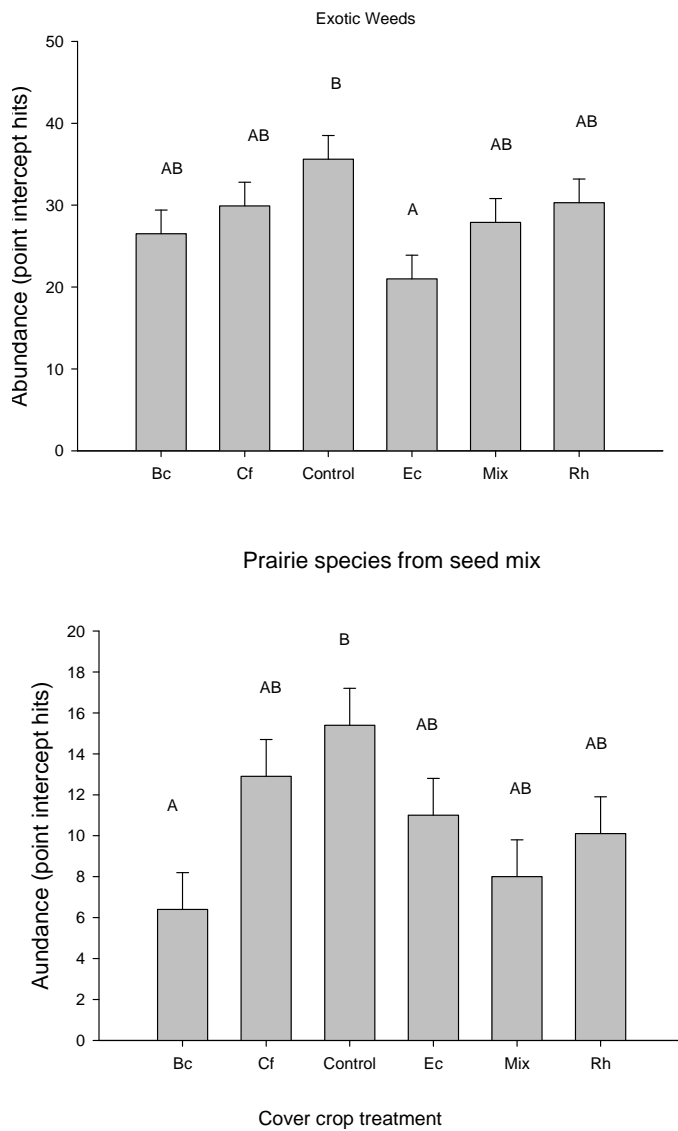 Exotic Weeds
50
40
30
20
10
0
Abundance (point intercept hits)
AB
AB
B
A
AB
AB
Bc Cf Control Ec Mix Rh
Prairie species from seed mix
20
18
16
14
12
10
8
6
4
2
0
Aundance (point intercept hits)
A
AB
B
AB
AB
AB
Bc Cf Control Ec Mix Rh
Cover crop treatment